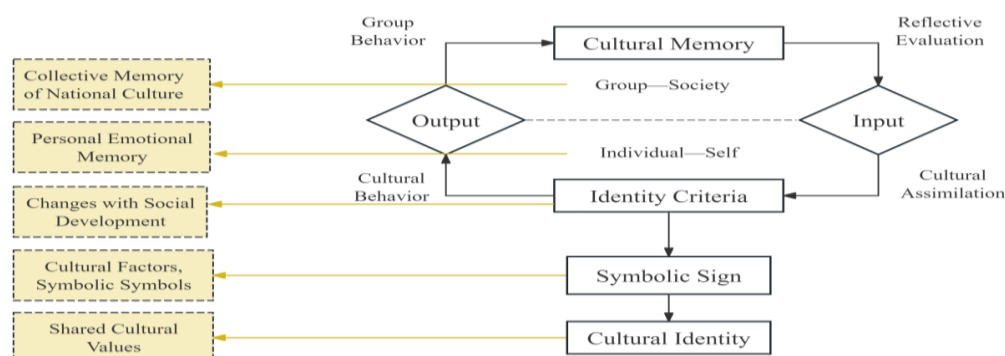 Group
Behavior
Cultural Memory
Reflective
Evaluation
Collective Memory
of National Culture
Group—Society
Output
Input
Personal Emotional
Memory
Individual—Self
Cultural
Behavior
Cultural
Assimilation
Changes with Social
Development
Identity Criteria
Cultural Factors,
Symbolic Symbols
Symbolic Sign
Shared Cultural
Values
Cultural Identity